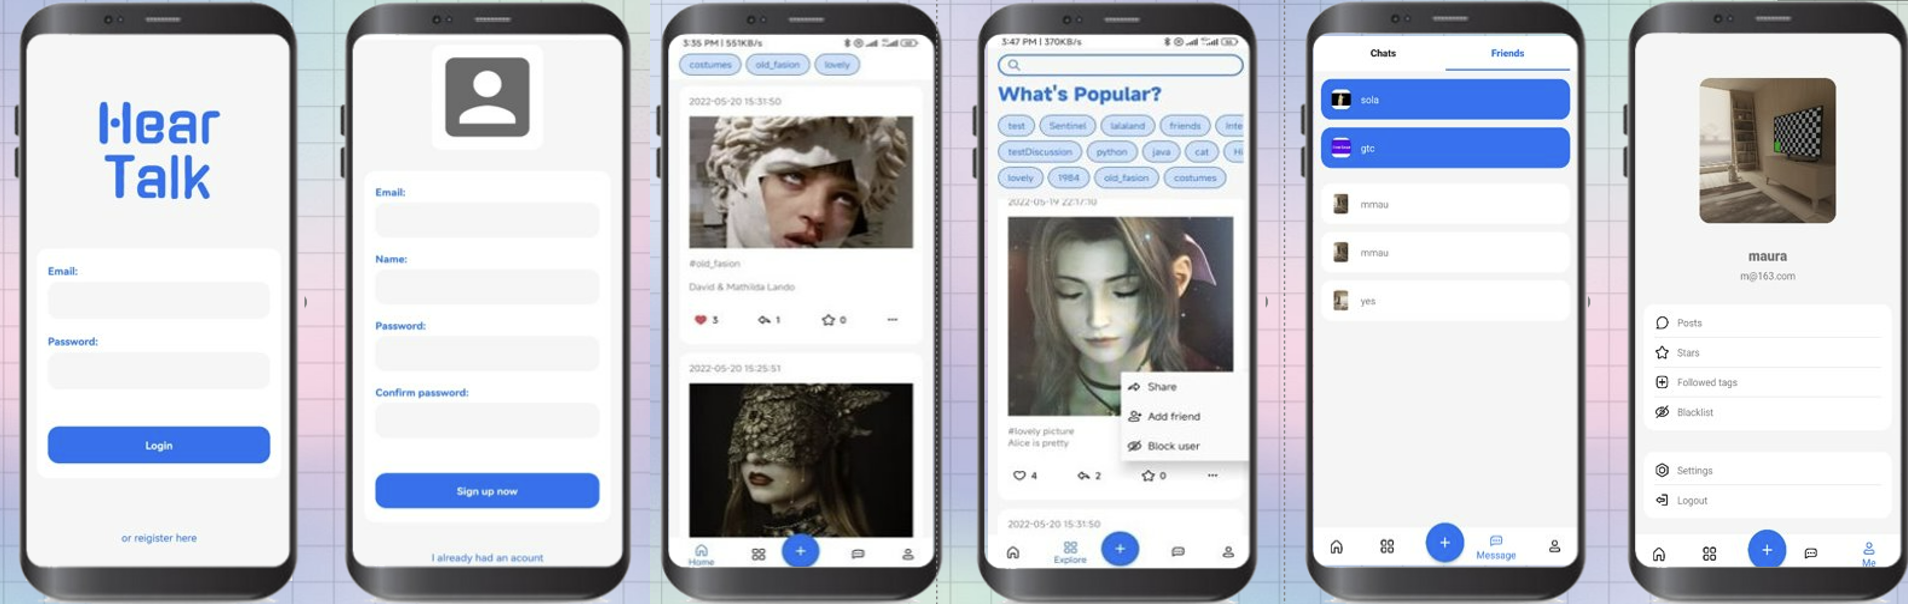 Hear
Talk
Email:
Password:
Login
or reigister here
Email:
Name:
Password:
Confirm password:
Sign up now
I already had an acount
3:35 PM | 551KB/s
costumes old_fasion lovely
2022-05-20 15:31:50
#old_fasion
David & Mathilda Lando
3 1 0
2022-05-20 15:25:51
Home
3:47 PM | 370KB/s
What's Popular?
test Sentinel lalaland friends Inte
testDiscussion python java cat Hi
lovely 1984 old_fasion costumes
2022-05-19 22:17:10
Share
Add friend
Block user
#lovely picture
Alice is pretty
4 2 0
2022-05-20 15:31:50
Explore
Chats Friends
sola
gtc
mmau
mmau
yes
Message
maura
m@163.com
Posts
Stars
Followed tags
Blacklist
Settings
Logout
Me